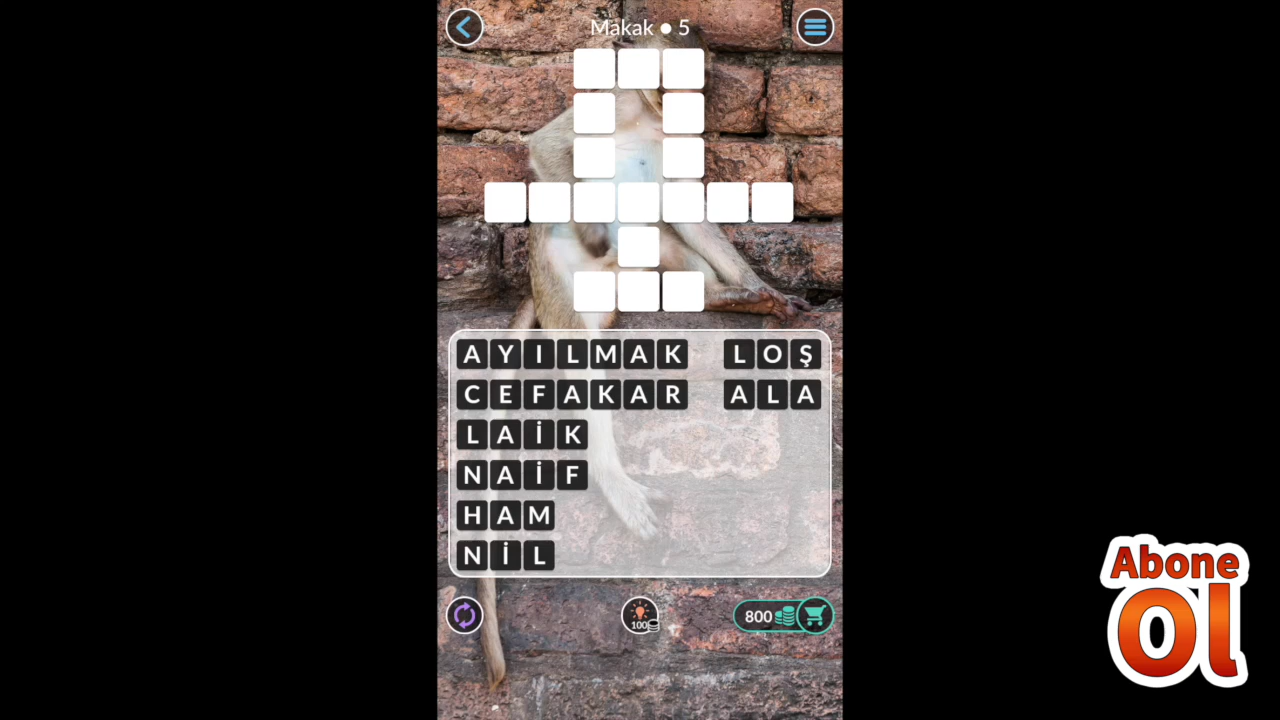 Makak ● 5
AYILMAK LOŞ
CEFAKAR ALA
LAİK
NAİF
HAM
NİL
100
800
Abone
Ol